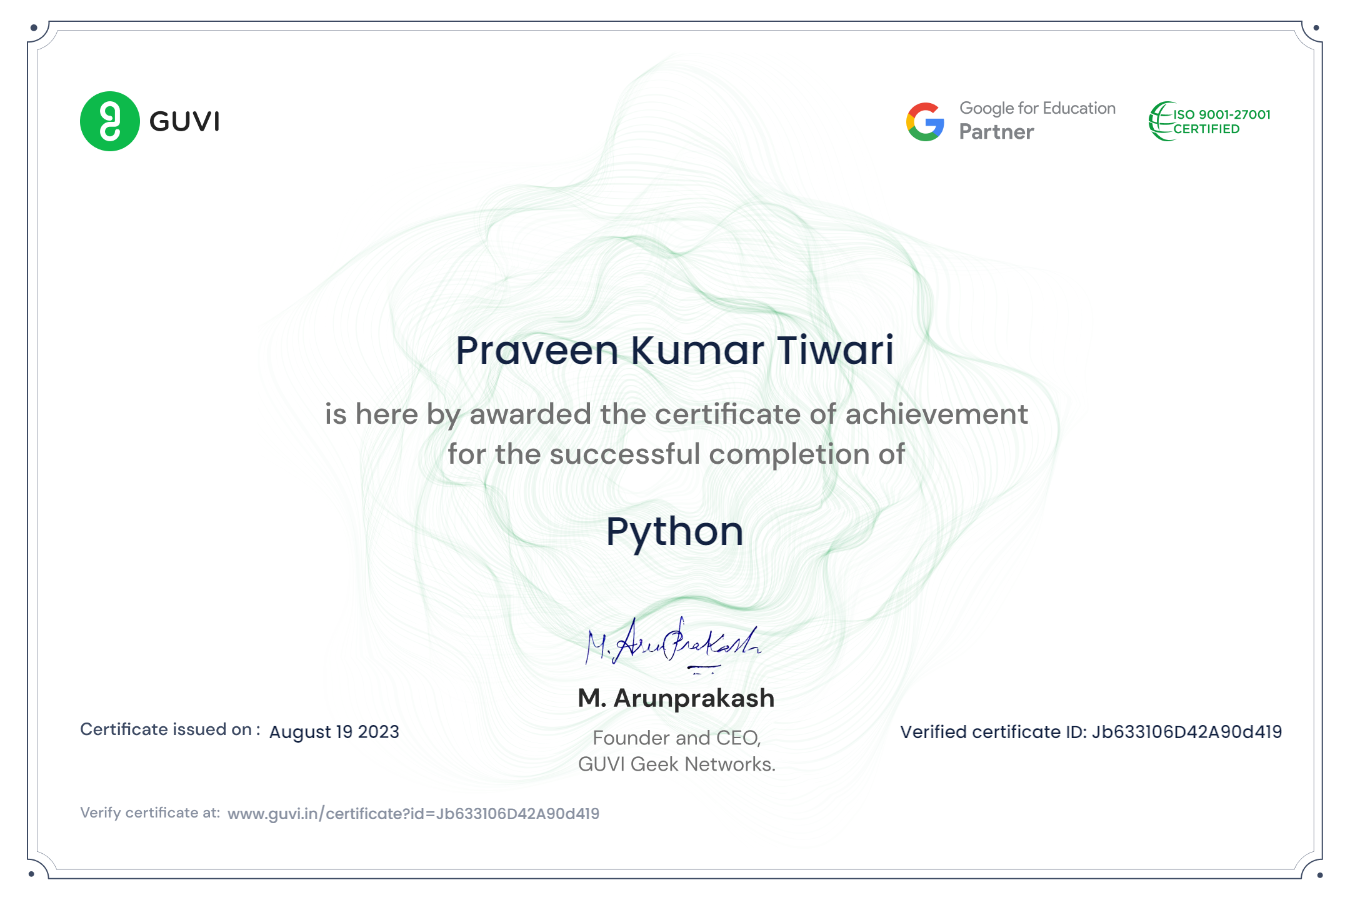 GUVI
Google for Education
Partner
ISO 9001-27001
CERTIFIED
Praveen Kumar Tiwari
is here by awarded the certificate of achievement
for the successful completion of
Python
M. Arunprakash
M. Arunprakash
Founder and CEO,
GUVI Geek Networks.
Certificate issued on : August 19 2023
Verified certificate ID: Jb633106D42A90d419
Verify certificate at: www.guvi.in/certificate?id=Jb633106D42A90d419